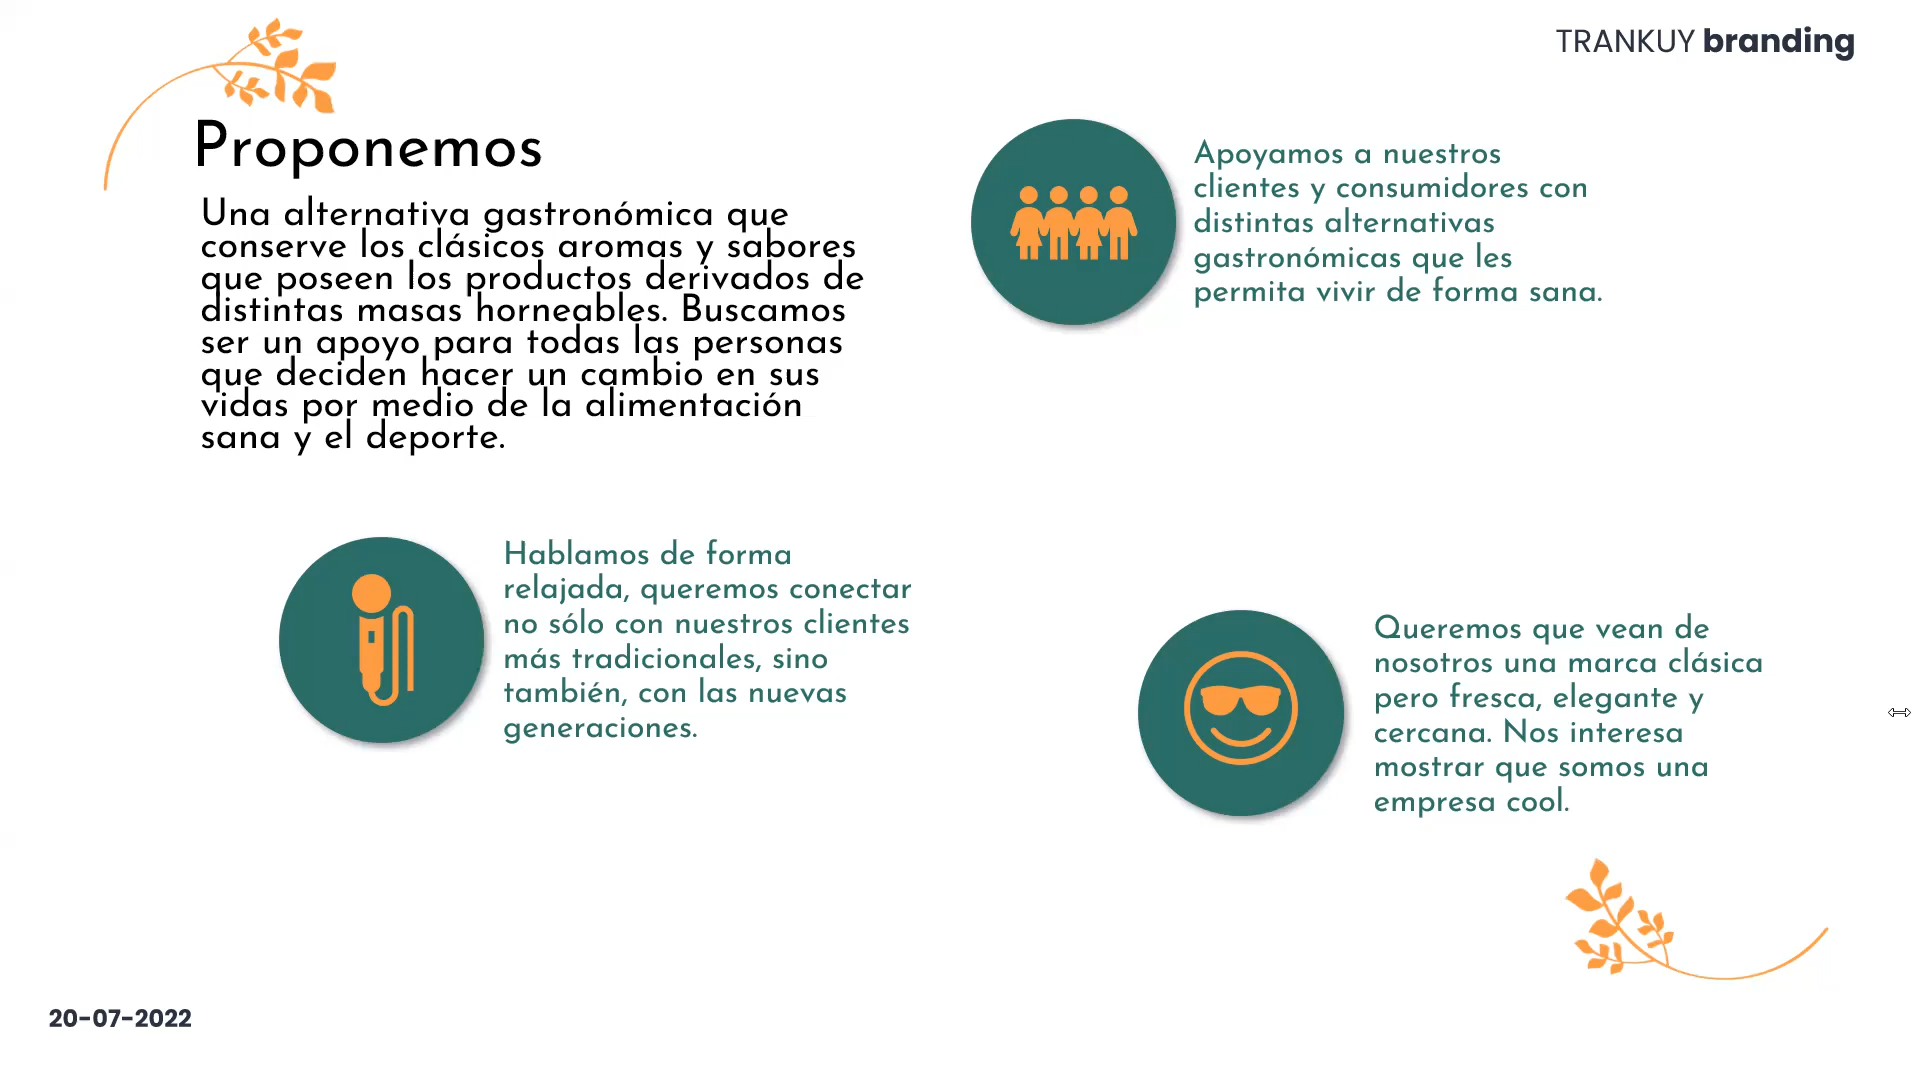 TRANKUY branding
Proponemos
Una alternativa gastronómica que
conserve los clásicos aromas y sabores
que poseen los productos derivados de
distintas masas horneables. Buscamos
ser un apoyo para todas las personas
que deciden hacer un cambio en sus
vidas por medio de la alimentación
sana y el deporte.
Apoyamos a nuestros
clientes y consumidores con
distintas alternativas
gastronómicas que les
permita vivir de forma sana.
Hablamos de forma
relajada, queremos conectar
no sólo con nuestros clientes
más tradicionales, sino
también, con las nuevas
generaciones.
Queremos que vean de
nosotros una marca clásica
pero fresca, elegante y
cercana. Nos interesa
mostrar que somos una
empresa cool.
20-07-2022